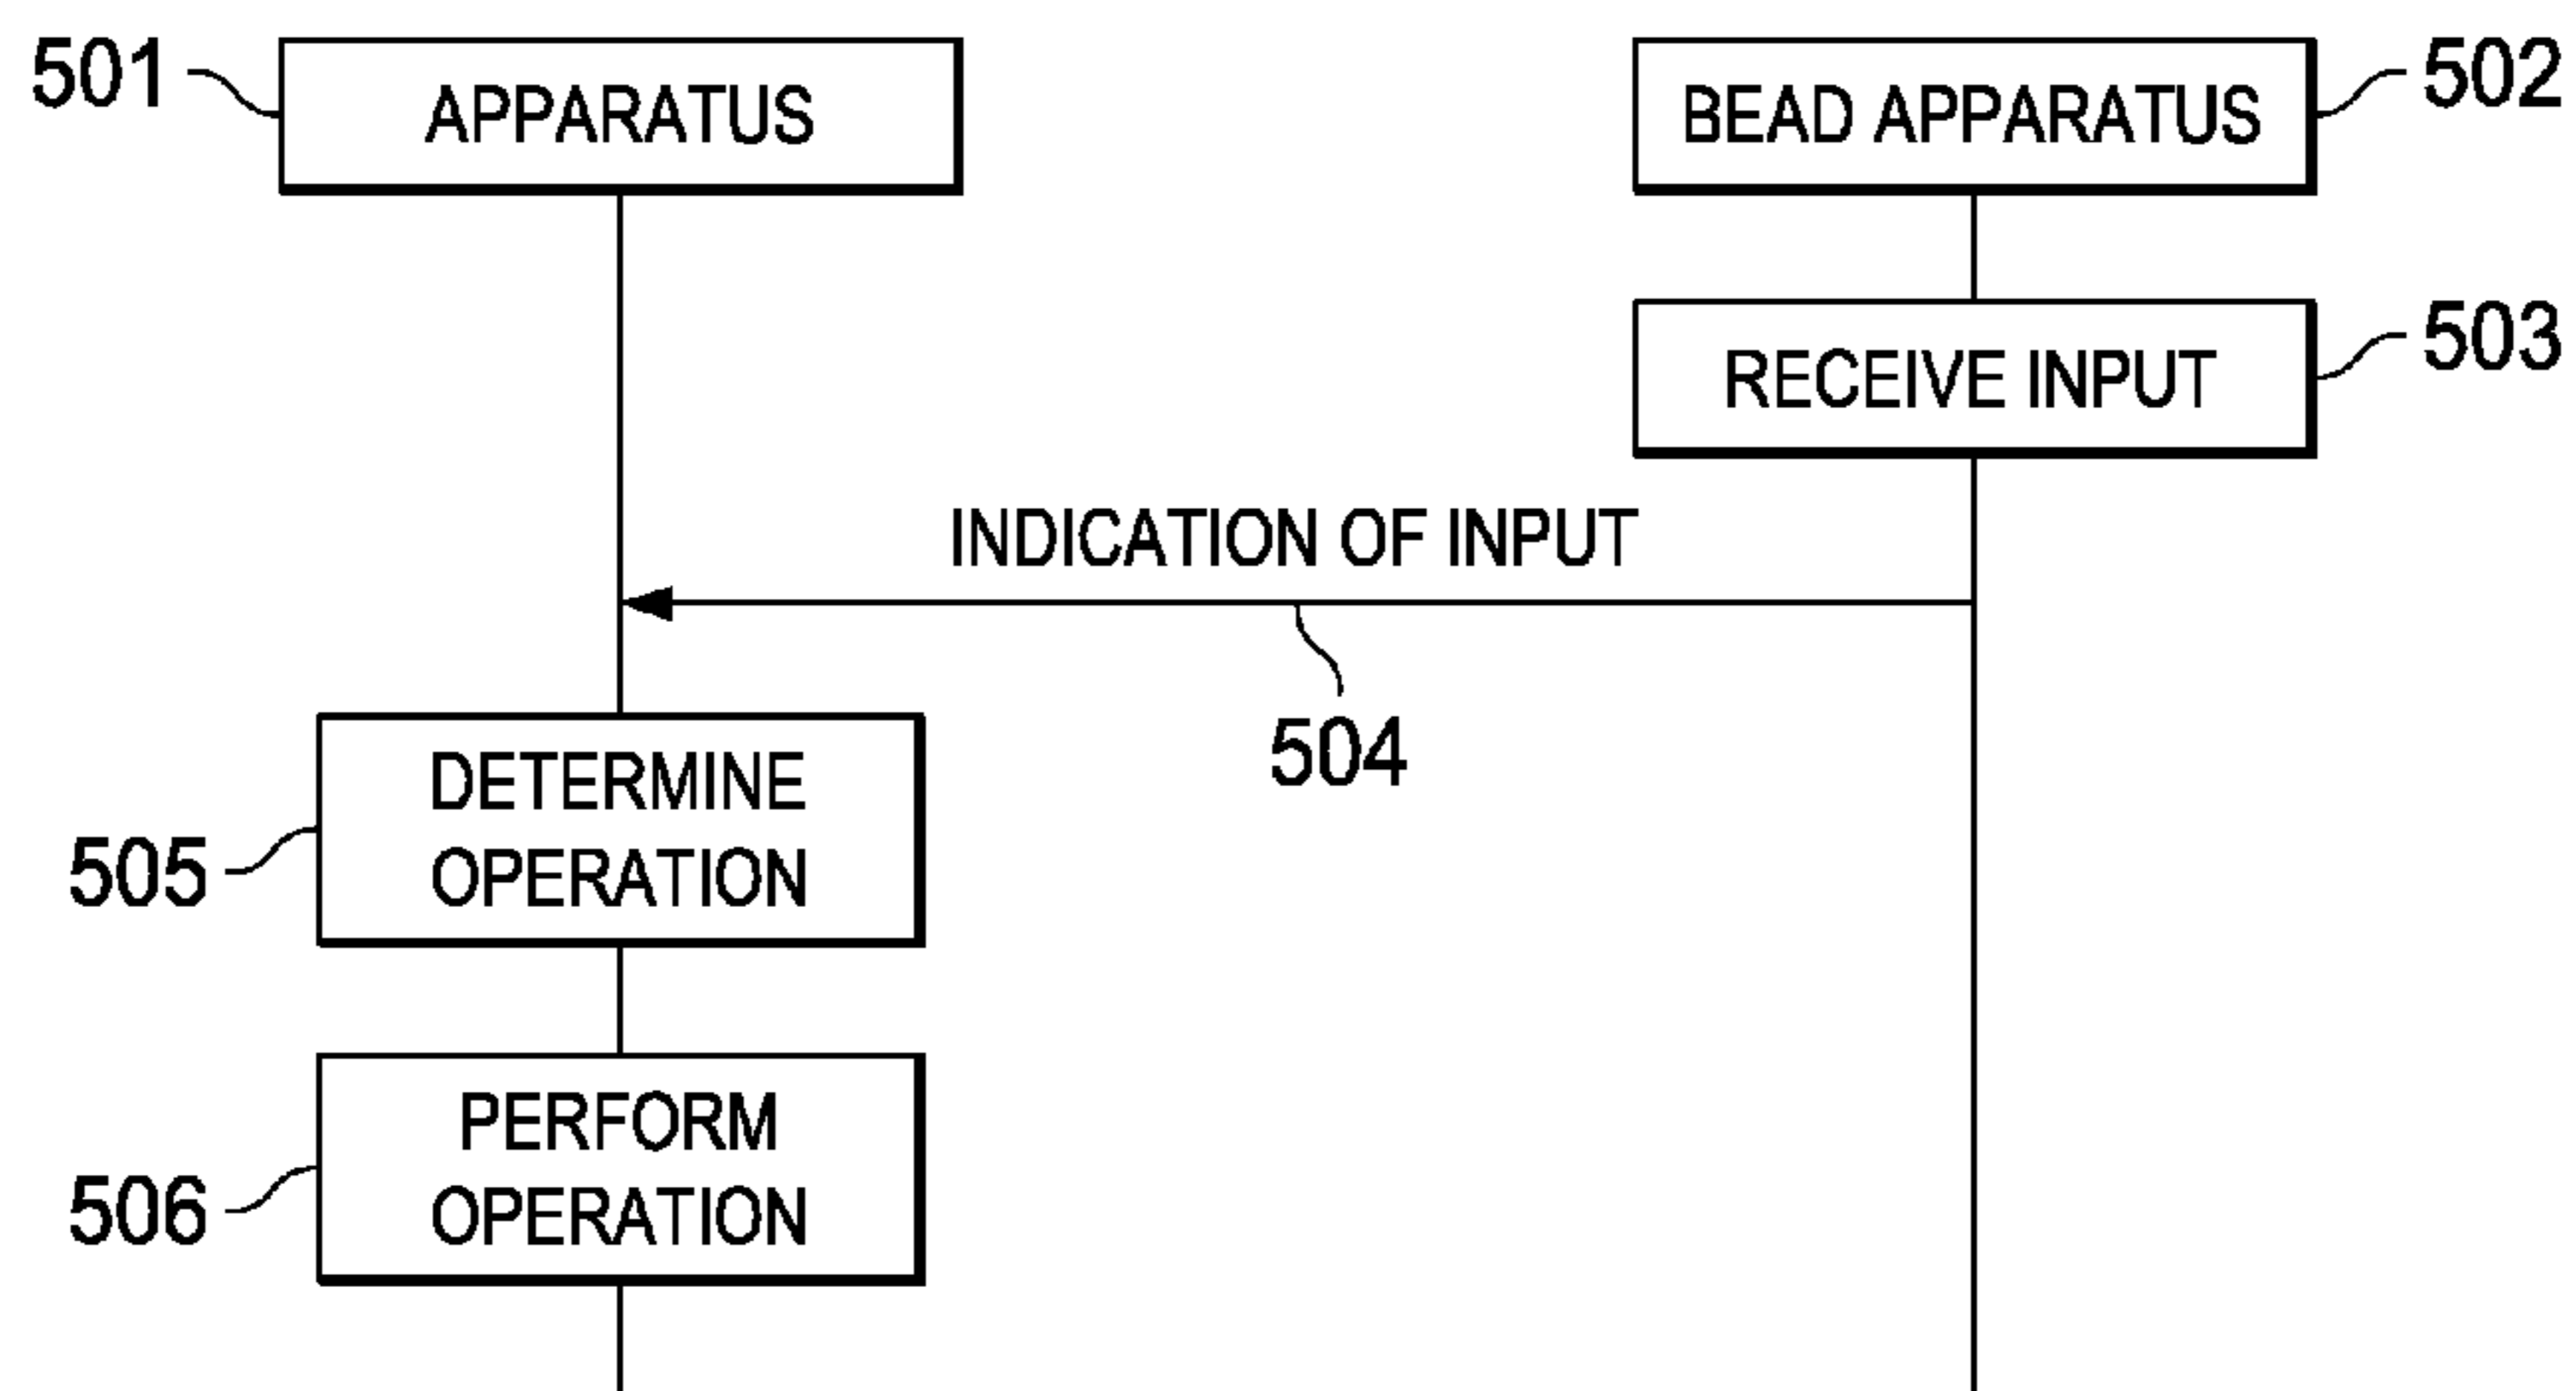 501
APPARATUS
BEAD APPARATUS
502
RECEIVE INPUT
503
INDICATION OF INPUT
504
505
DETERMINE
OPERATION
506
PERFORM
OPERATION